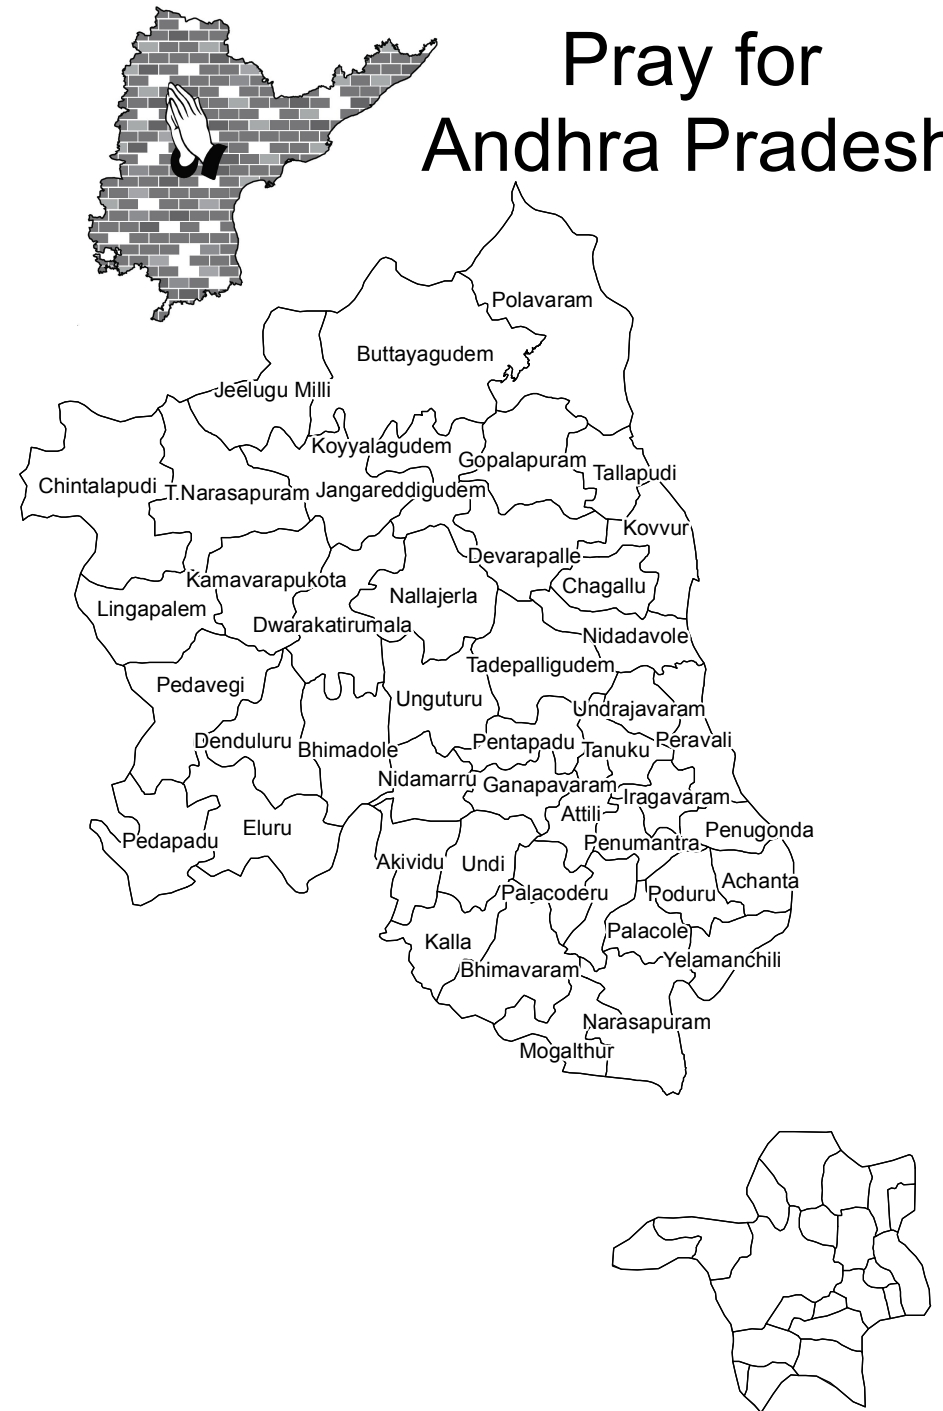 Pray for
Andhra Pradesh
Polavaram
Buttayagudem
Jeelugu Milli
Koyyalagudem
Gopalapuram
Tallapudi
Chintalapudi
T.Narasapuram
Jangareddigudem
Kovvur
Devarapalle
Kamavarapukota
Chagallu
Nallajerla
Lingapalem
Dwarakatirumala
Nidadavole
Tadepalligudem
Pedavegi
Unguturu
Undrajavaram
Denduluru
Bhimadole
Pentapadu
Tanuku
Peravali
Nidamarru
Ganapavaram
Iragavaram
Attili
Eluru
Pedapadu
Penumantra
Penugonda
Akividu
Undi
Achanta
Palacoderu
Poduru
Palacole
Kalla
Yelamanchili
Bhimavaram
Narasapuram
Mogalthur